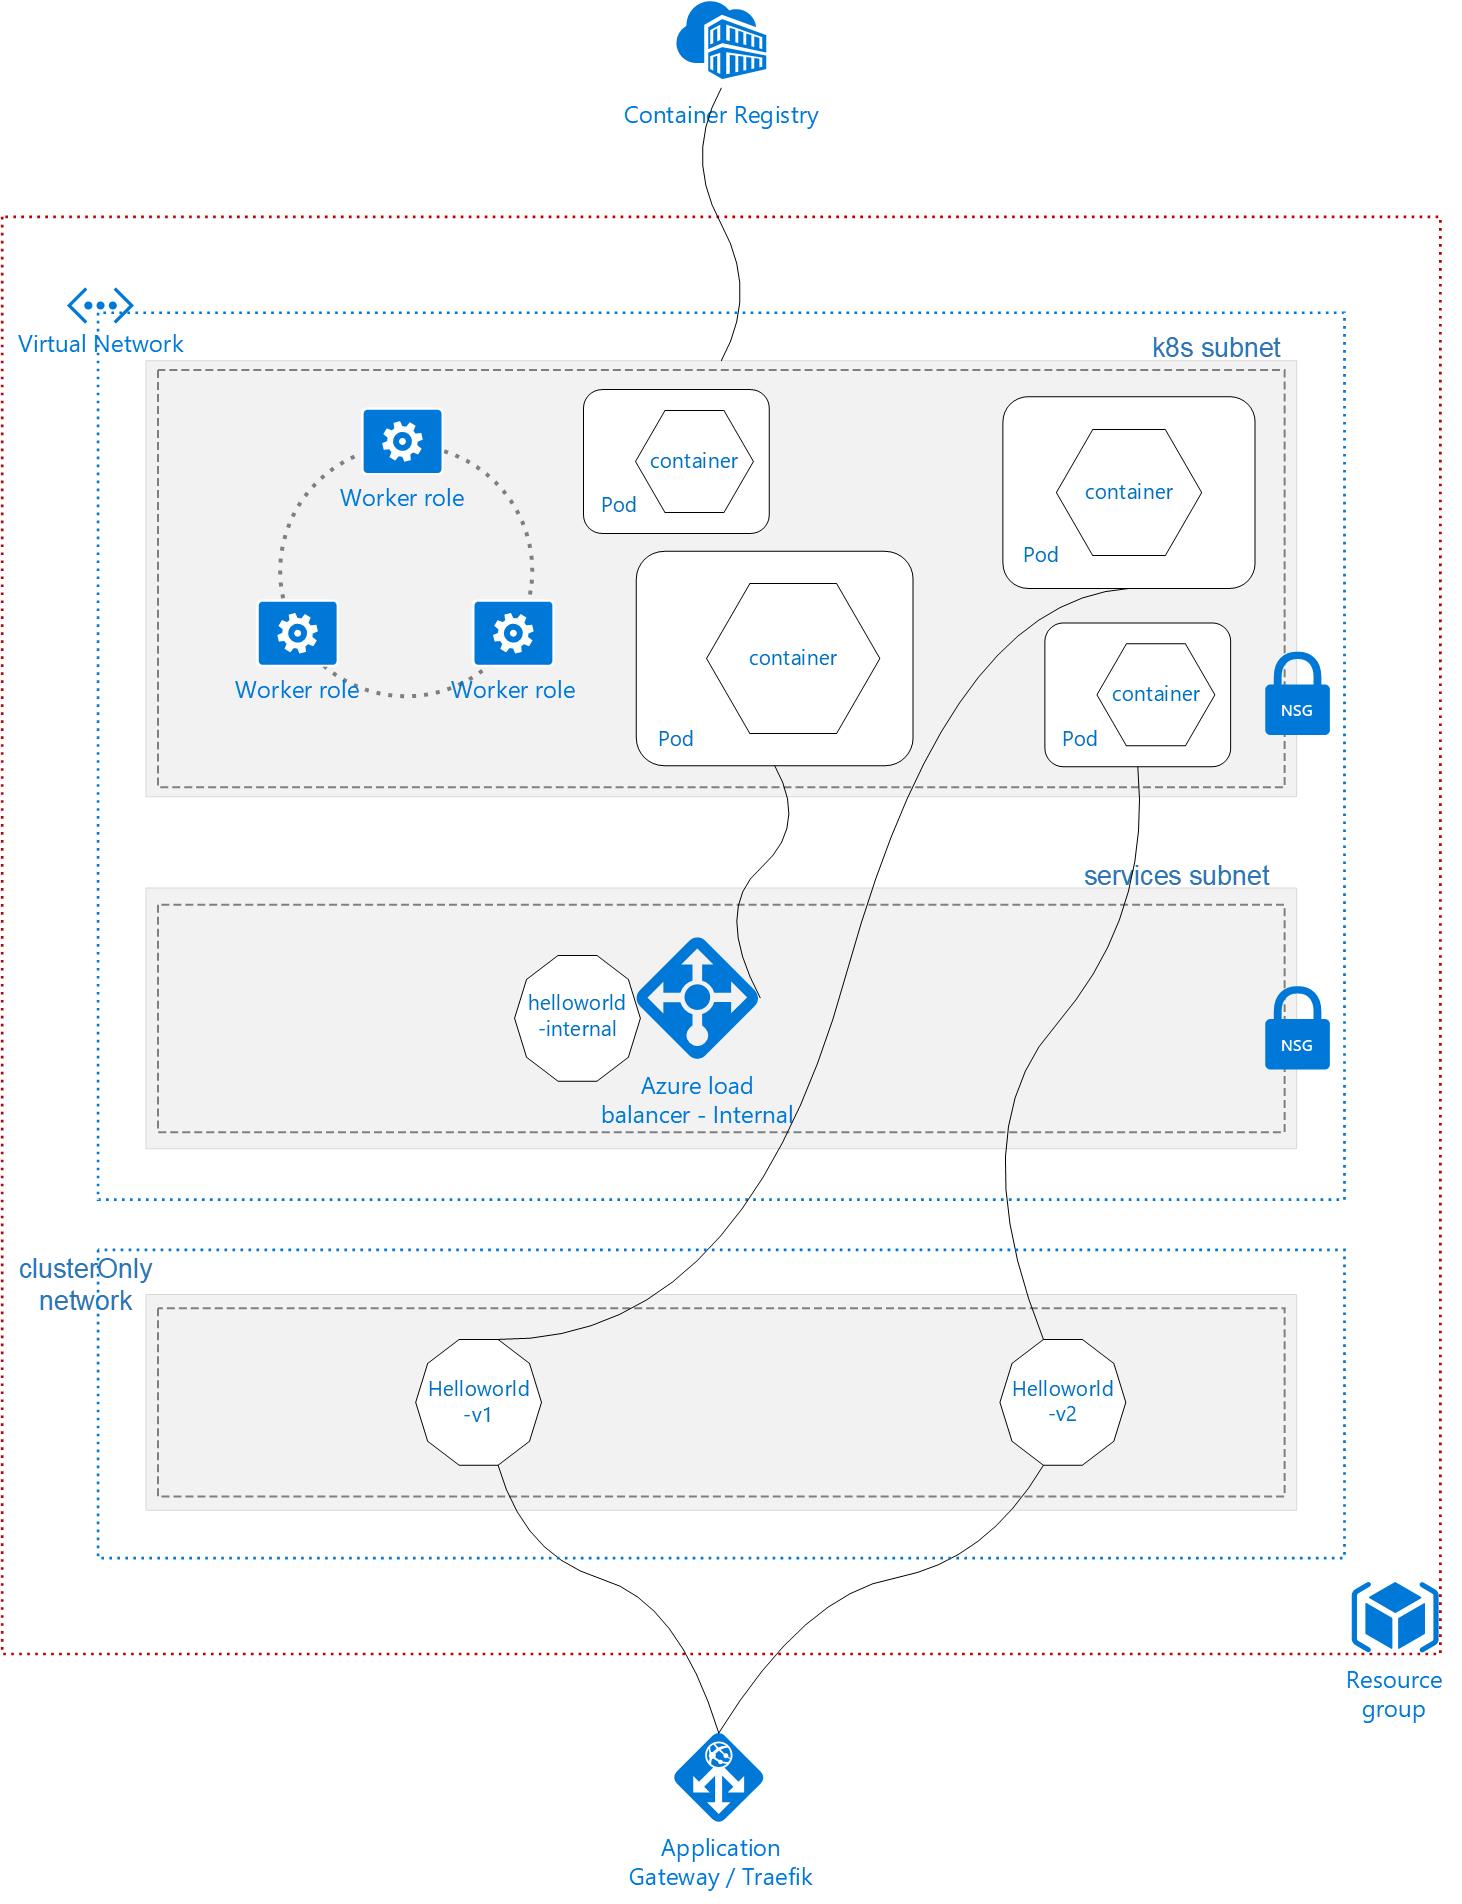 Container Registry
Virtual Network
k8s subnet
Worker role
Worker role
Worker role
container
Pod
container
Pod
container
Pod
container
Pod
NSG
services subnet
helloworld
-internal
Azure load
balancer - Internal
NSG
clusterOnly
network
Helloworld
-v1
Helloworld
-v2
Resource
group
Application
Gateway / Traefik